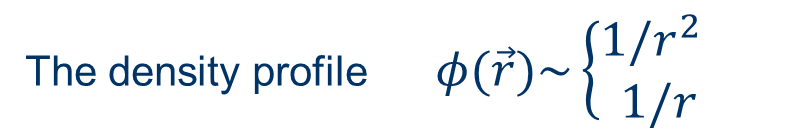 The density profile ϕ(r⃗)~{1/r²
1/r